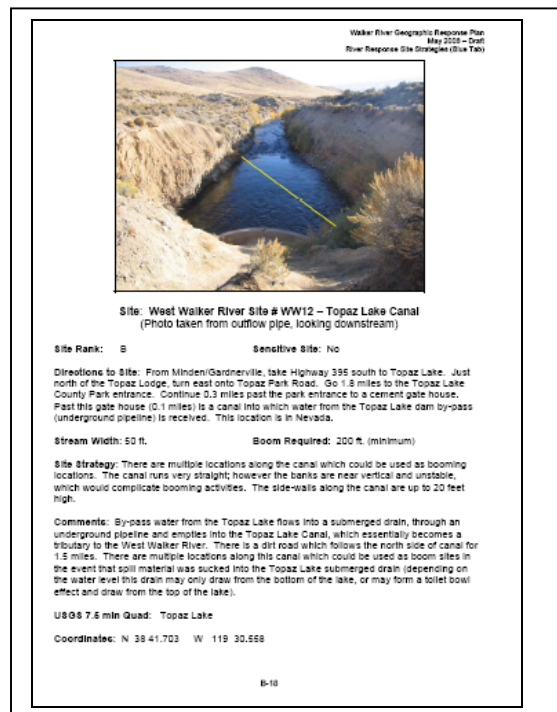 Walker River Geographic Response Plan
May 2006 – Draft
River Response Site Strategies (Blue Tab)
Site: West Walker River Site # WW12 – Topaz Lake Canal
(Photo taken from outflow pipe, looking downstream)
Site Rank: B Sensitive Site: No
Directions to Site: From Minden/Gardnerville, take Highway 395 south to Topaz Lake. Just
north of the Topaz Lodge, turn east onto Topaz Park Road. Go 1.8 miles to the Topaz Lake
County Park entrance. Continue 0.3 miles past the park entrance to a cement gate house.
Past this gate house (0.1 miles) is a canal into which water from the Topaz Lake dam by-pass
(underground pipeline) is received. This location is in Nevada.
Stream Width: 50 ft. Boom Required: 200 ft. (minimum)
Site Strategy: There are multiple locations along the canal which could be used as booming
locations. The canal runs very straight; however the banks are near vertical and unstable,
which would complicate booming activities. The side-walls along the canal are up to 20 feet
high.
Comments: By-pass water from the Topaz Lake flows into a submerged drain, through an
underground pipeline and empties into the Topaz Lake Canal, which essentially becomes a
tributary to the West Walker River. There is a dirt road which follows the north side of canal for
1.5 miles. There are multiple locations along this canal which could be used as boom sites in
the event that spill material was sucked into the Topaz Lake submerged drain (depending on
the water level this drain may only draw from the bottom of the lake, or may form a toilet bowl
effect and draw from the top of the lake).
USGS 7.5 min Quad: Topaz Lake
Coordinates: N 38 41.703 W 119 30.558
B-18